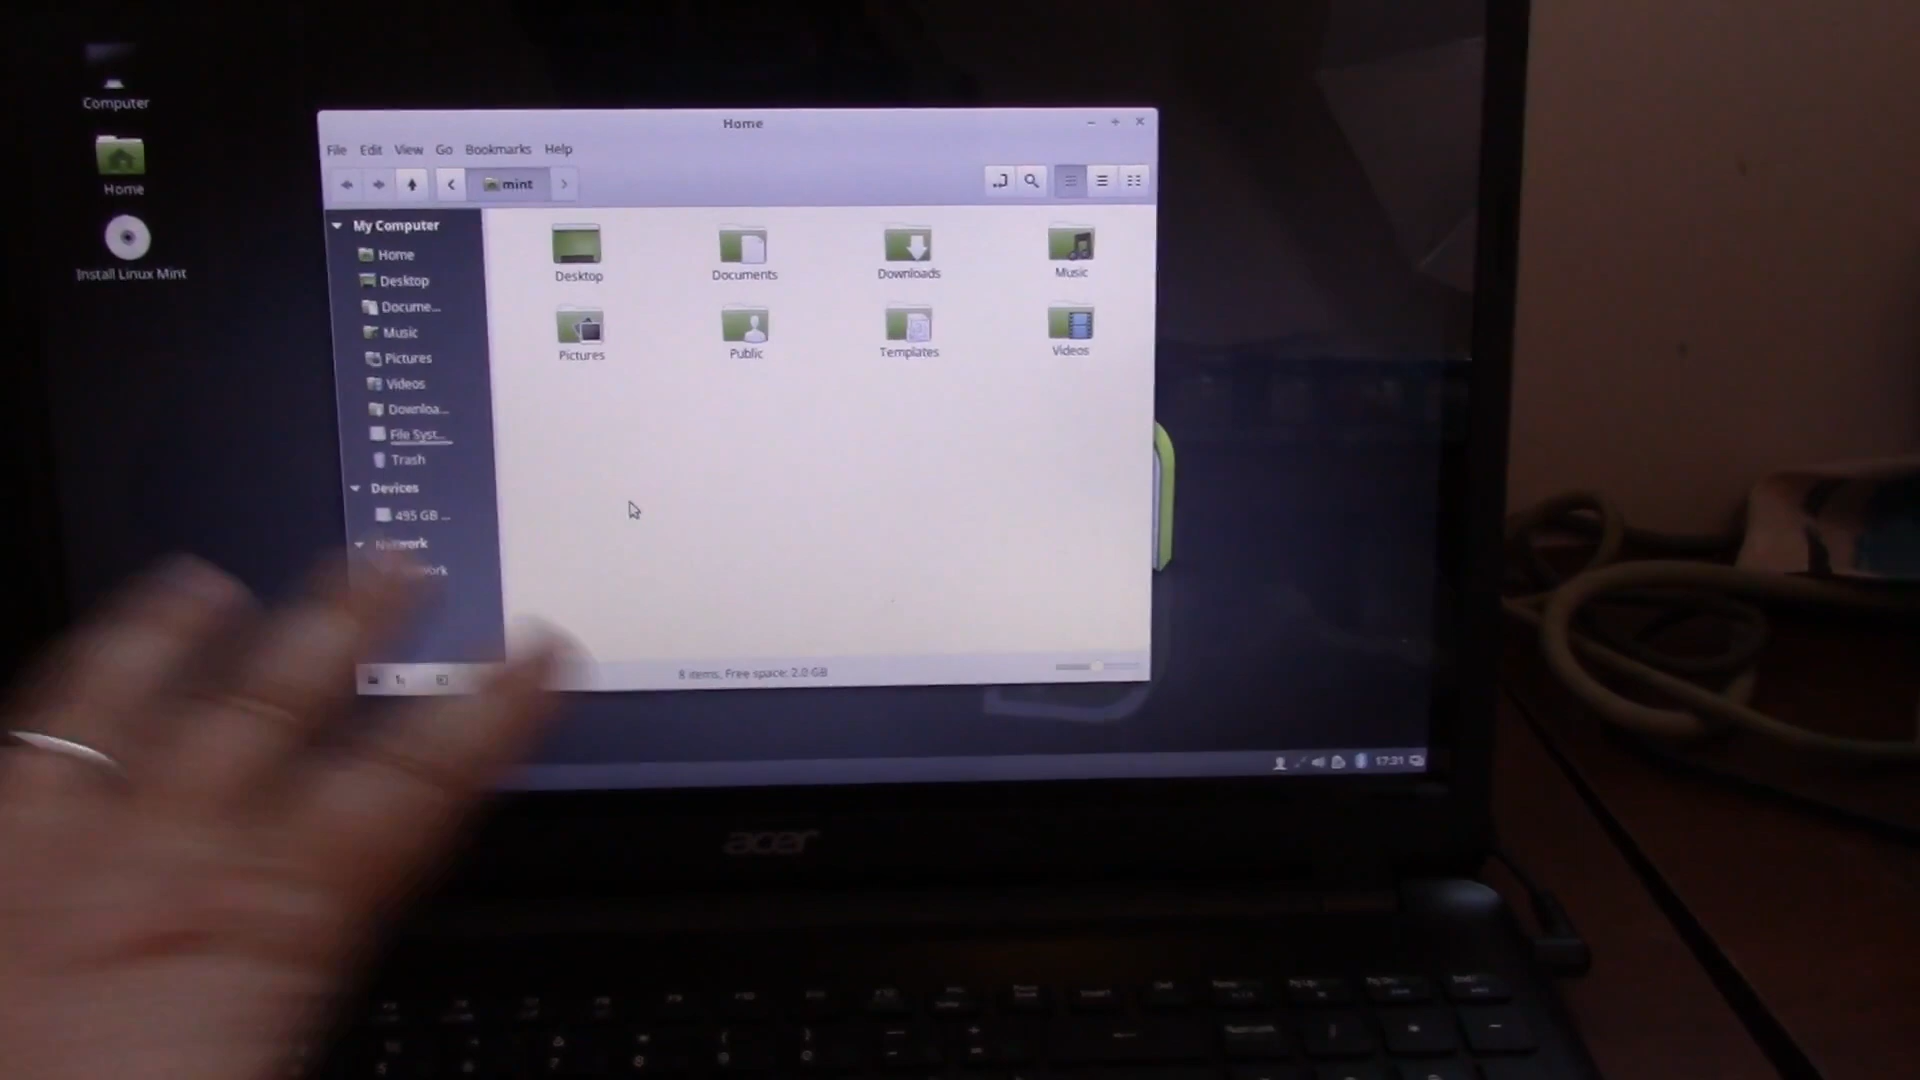 Computer
Home
Install Linux Mint
Home
File Edit View Go Bookmarks Help
mint
My Computer
Home
Desktop
Docume...
Music
Pictures
Videos
Downloa...
File Syst...
Trash
Devices
495 GB ...
Network
Desktop Documents Downloads Music
Pictures Public Templates Videos
8 items, Free space: 2.0 GB
17:31
acer